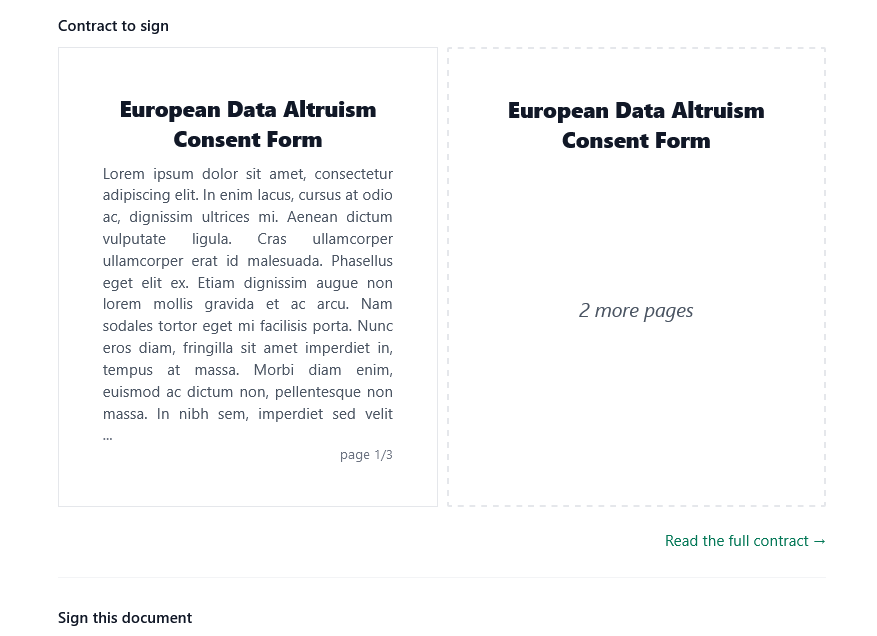 Contract to sign
European Data Altruism
Consent Form
Lorem ipsum dolor sit amet, consectetur
adipiscing elit. In enim lacus, cursus at odio
ac, dignissim ultrices mi. Aenean dictum
vulputate ligula. Cras ullamcorper
ullamcorper erat id malesuada. Phasellus
eget elit ex. Etiam dignissim augue non
lorem mollis gravida et ac arcu. Nam
sodales tortor eget mi facilisis porta. Nunc
eros diam, fringilla sit amet imperdiet in,
tempus at massa. Morbi diam enim,
euismod ac dictum non, pellentesque non
massa. In nibh sem, imperdiet sed velit
...
page 1/3
European Data Altruism
Consent Form
2 more pages
Read the full contract →
Sign this document